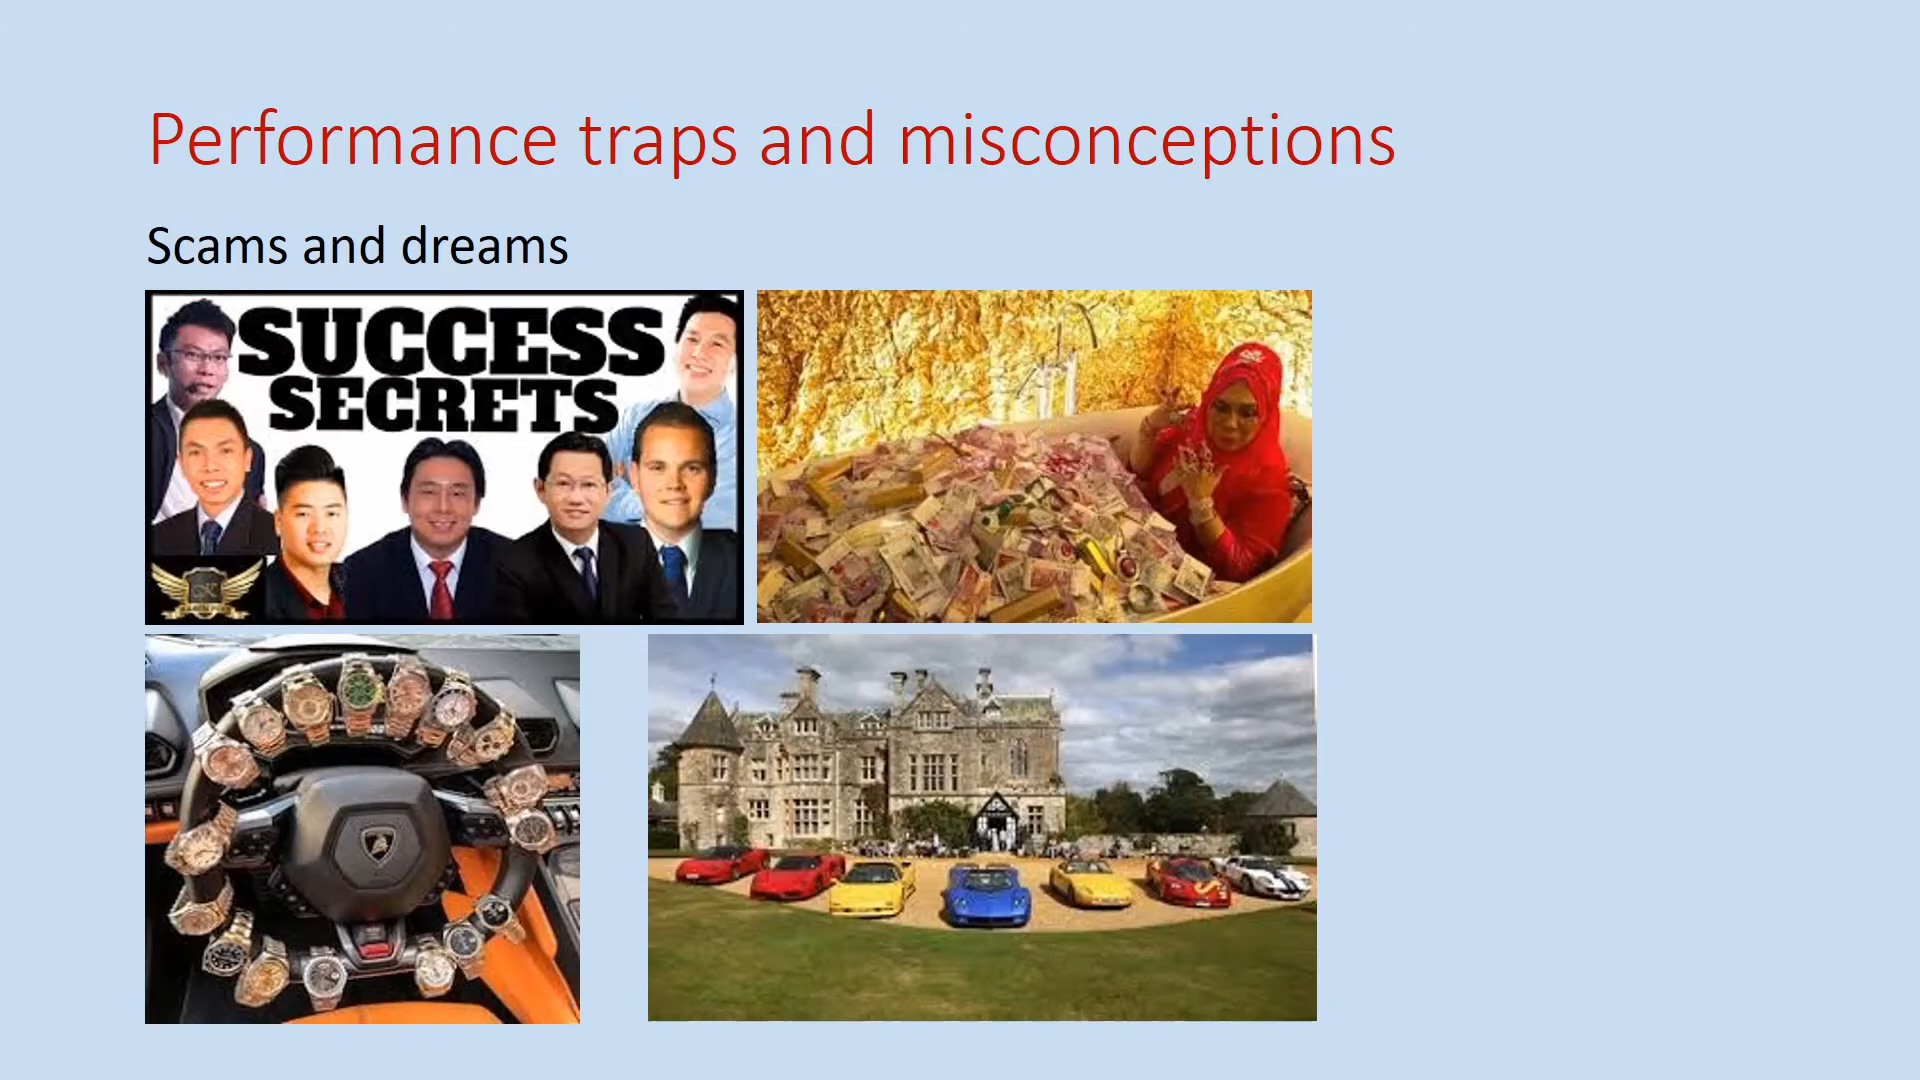 Performance traps and misconceptions
Scams and dreams
SUCCESS
SECRETS